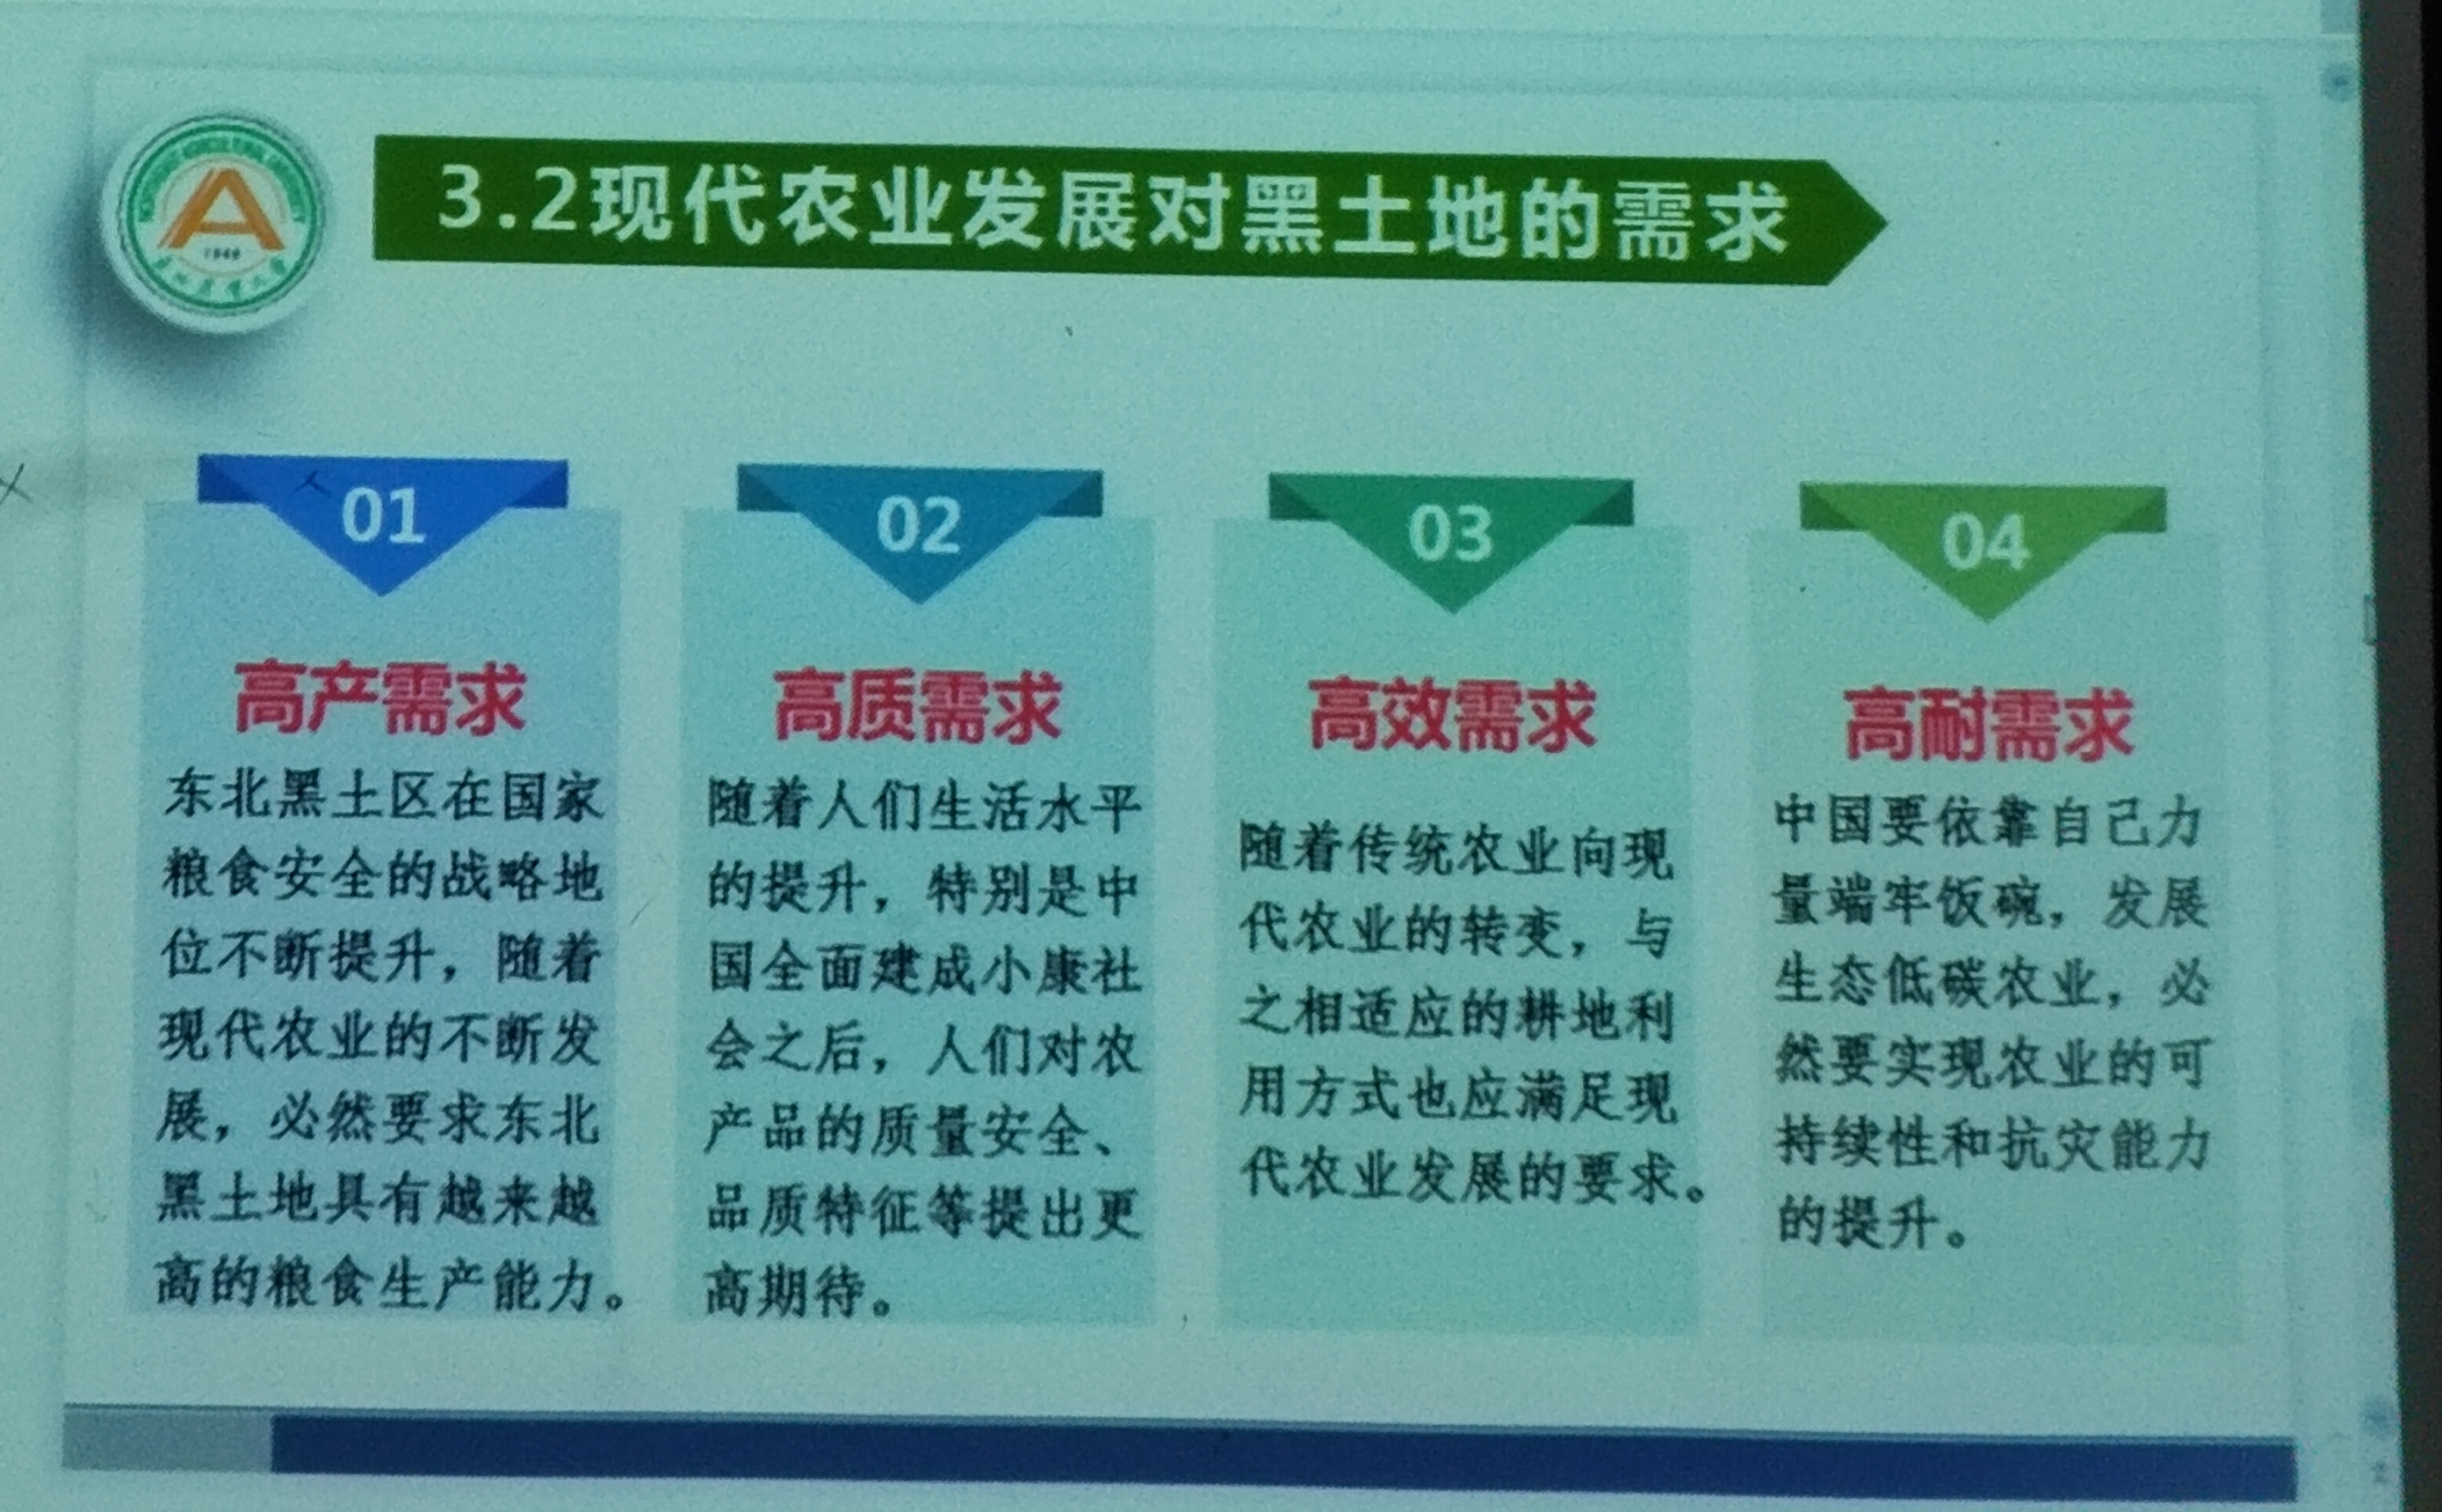 3.2现代农业发展对黑土地的需求
1948
01
高产需求
东北黑土区在国家
粮食安全的战略地
位不断提升，随着
现代农业的不断发
展，必然要求东北
黑土地具有越来越
高的粮食生产能力。
02
高质需求
随着人们生活水平
的提升，特别是中
国全面建成小康社
会之后，人们对农
产品的质量安全、
品质特征等提出更
高期待。
03
高效需求
随着传统农业向现
代农业的转变，与
之相适应的耕地利
用方式也应满足现
代农业发展的要求。
04
高耐需求
中国要依靠自己力
量端牢饭碗，发展
生态低碳农业，必
然要实现农业的可
持续性和抗灾能力
的提升。